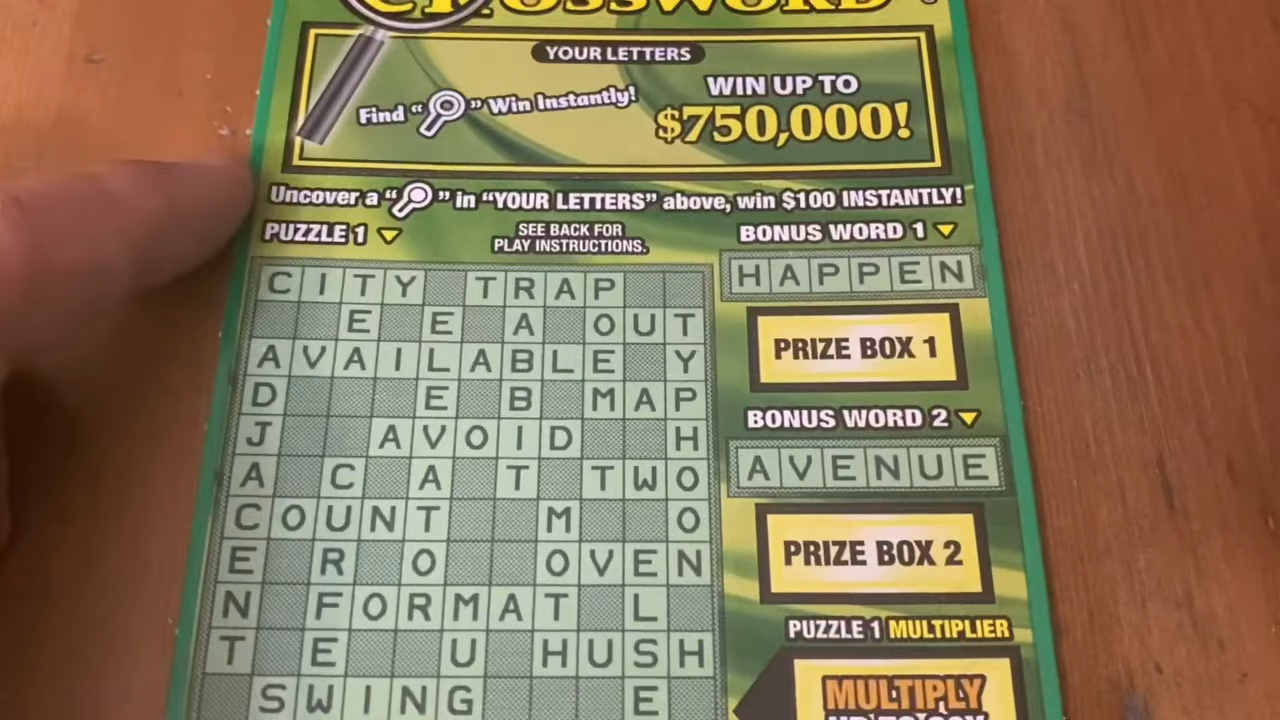 CROSSWORD
YOUR LETTERS
Find “ ” Win Instantly!
WIN UP TO
$750,000!
Uncover a “ ” in “YOUR LETTERS” above, win $100 INSTANTLY!
PUZZLE 1
SEE BACK FOR
PLAY INSTRUCTIONS.
CITY TRAP
E E A OUT
AVAILABLE Y
D E B MAP
J AVOID H
A C A T TWO
COUNT M O
E R O OVEN
N FORMAT L
T E U HUSH
SWING E
BONUS WORD 1
HAPPEN
PRIZE BOX 1
BONUS WORD 2
AVENUE
PRIZE BOX 2
PUZZLE 1 MULTIPLIER
MULTIPLY